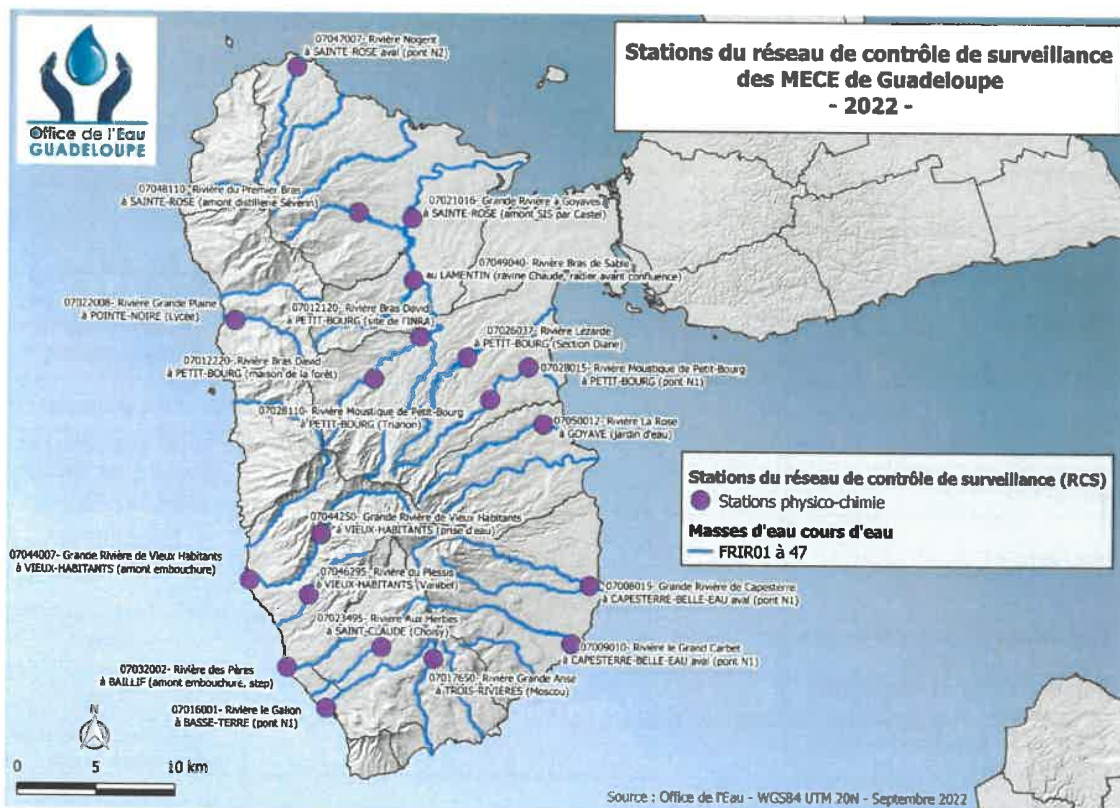 Office de l'Eau
GUADELOUPE
Stations du réseau de contrôle de surveillance
des MECE de Guadeloupe
- 2022 -
07047007- Rivière Nogent
à SAINTE-ROSE aval (pont N2)
07048110- Rivière du Premier Bras
à SAINTE-ROSE (amont distillerie Séverin)
07021016- Grande Rivière à Goyaves
à SAINTE-ROSE (amont SIS par Castel)
07049040- Rivière Bras de Sable
au LAMENTIN (ravine Chaude, radier avant confluence)
07022008- Rivière Grande Plaine
à POINTE-NOIRE (Lycée)
07012120- Rivière Bras David
à PETIT-BOURG (site de l'INRA)
07026037- Rivière Lézarde
à PETIT-BOURG (Section Diane)
07012220- Rivière Bras David
à PETIT-BOURG (maison de la forêt)
07028015- Rivière Moustique de Petit-Bourg
à PETIT-BOURG (pont N1)
07028110- Rivière Moustique de Petit-Bourg
à PETIT-BOURG (Trianon)
07050012- Rivière La Rose
à GOYAVE (jardin d'eau)
Stations du réseau de contrôle de surveillance (RCS)
Stations physico-chimie
Masses d'eau cours d'eau
FRIR01 à 47
07044250- Grande Rivière de Vieux Habitants
à VIEUX-HABITANTS (prise d'eau)
07044007- Grande Rivière de Vieux Habitants
à VIEUX-HABITANTS (amont embouchure)
07046295- Rivière du Plessis
à VIEUX-HABITANTS (Vanibel)
07008015- Grande Rivière de Capesterre
à CAPESTERRE-BELLE-EAU aval (pont N1)
07023495- Rivière Aux Herbes
à SAINT-CLAUDE (Choisy)
07009010- Rivière le Grand Carbet
à CAPESTERRE-BELLE-EAU aval (pont N1)
07032002- Rivière des Pères
à BAILLIF (amont embouchure, step)
07017650- Rivière Grande Anse
à TROIS-RIVIÈRES (Moscou)
07016001- Rivière le Galion
à BASSE-TERRE (pont N1)
N
0 5 10 km
Source : Office de l'Eau - WGS84 UTM 20N - Septembre 2022